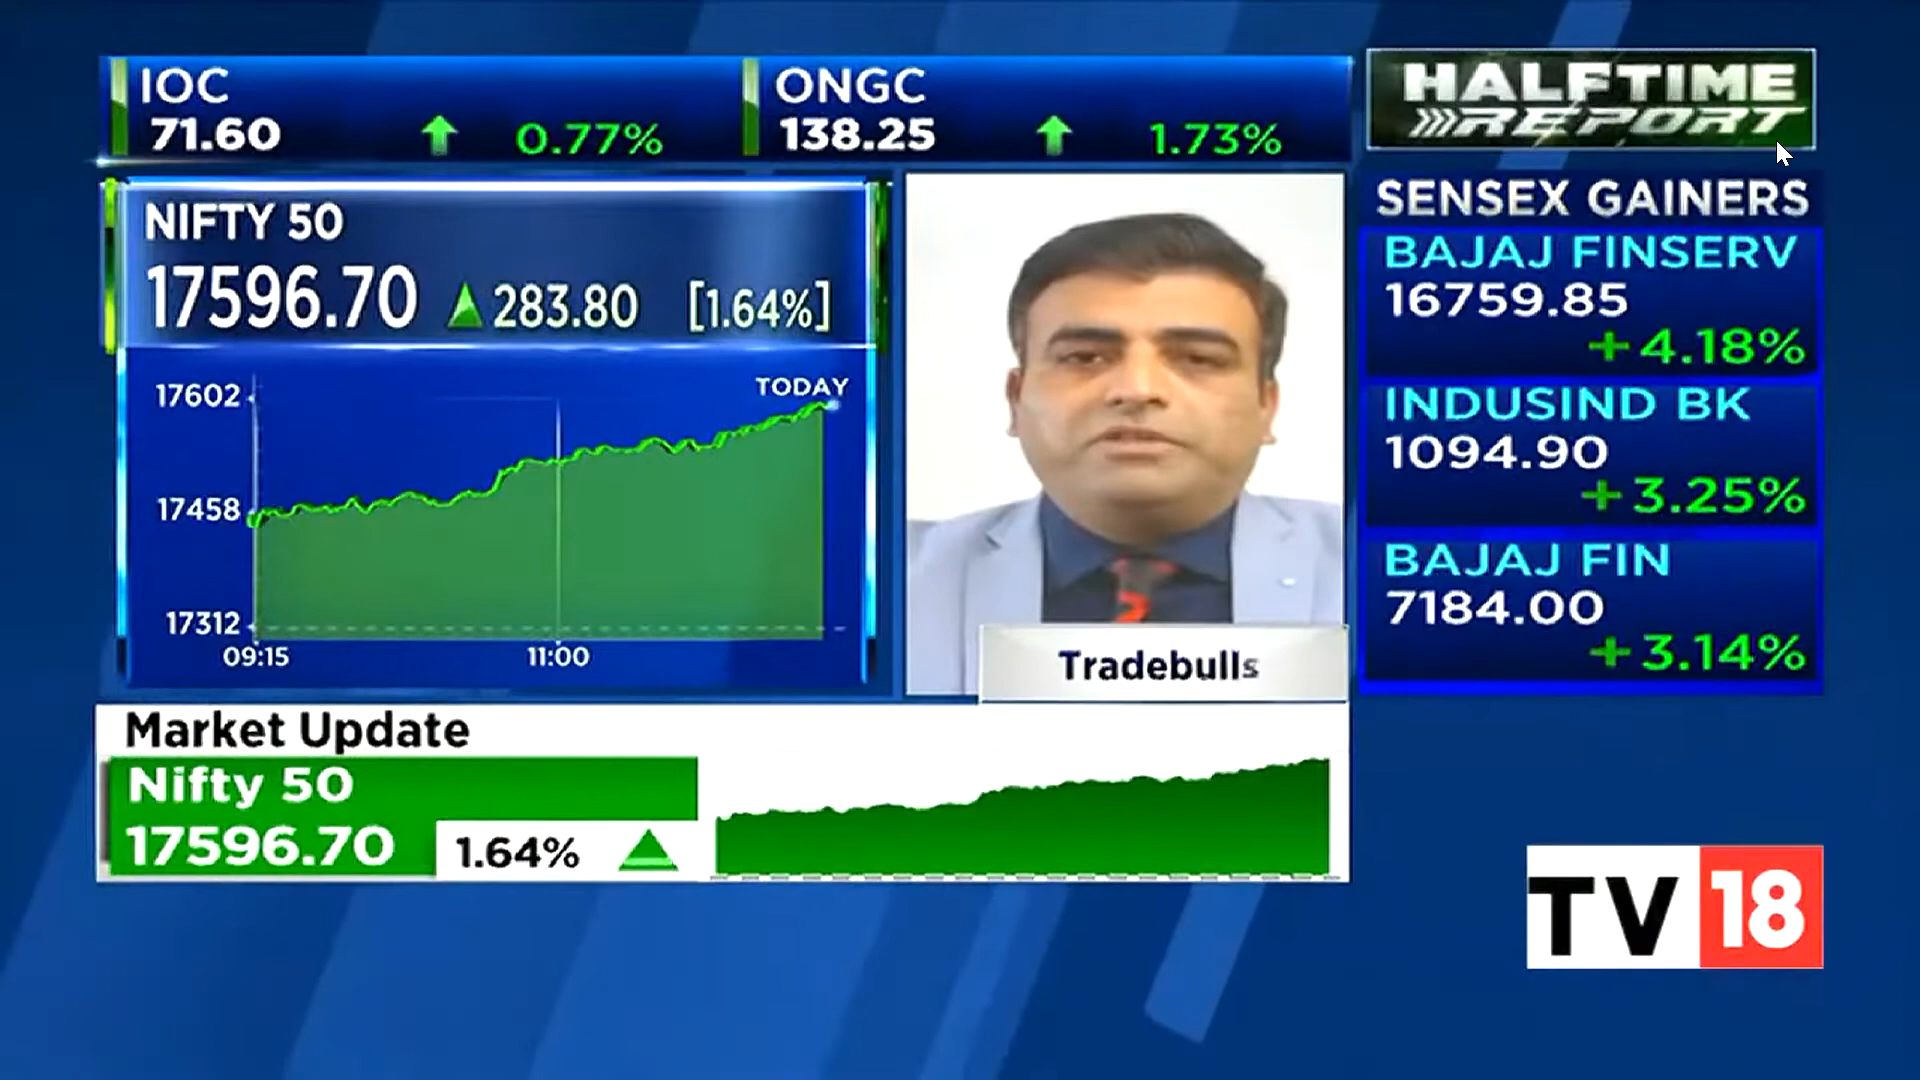 IOC
71.60 0.77%
ONGC
138.25 1.73%
HALFTIME
REPORT
NIFTY 50
17596.70 283.80 [1.64%]
TODAY
17602
17458
17312
09:15 11:00
Tradebulls
SENSEX GAINERS
BAJAJ FINSERV
16759.85
+4.18%
INDUSIND BK
1094.90
+3.25%
BAJAJ FIN
7184.00
+3.14%
Market Update
Nifty 50
17596.70 1.64%
TV 18